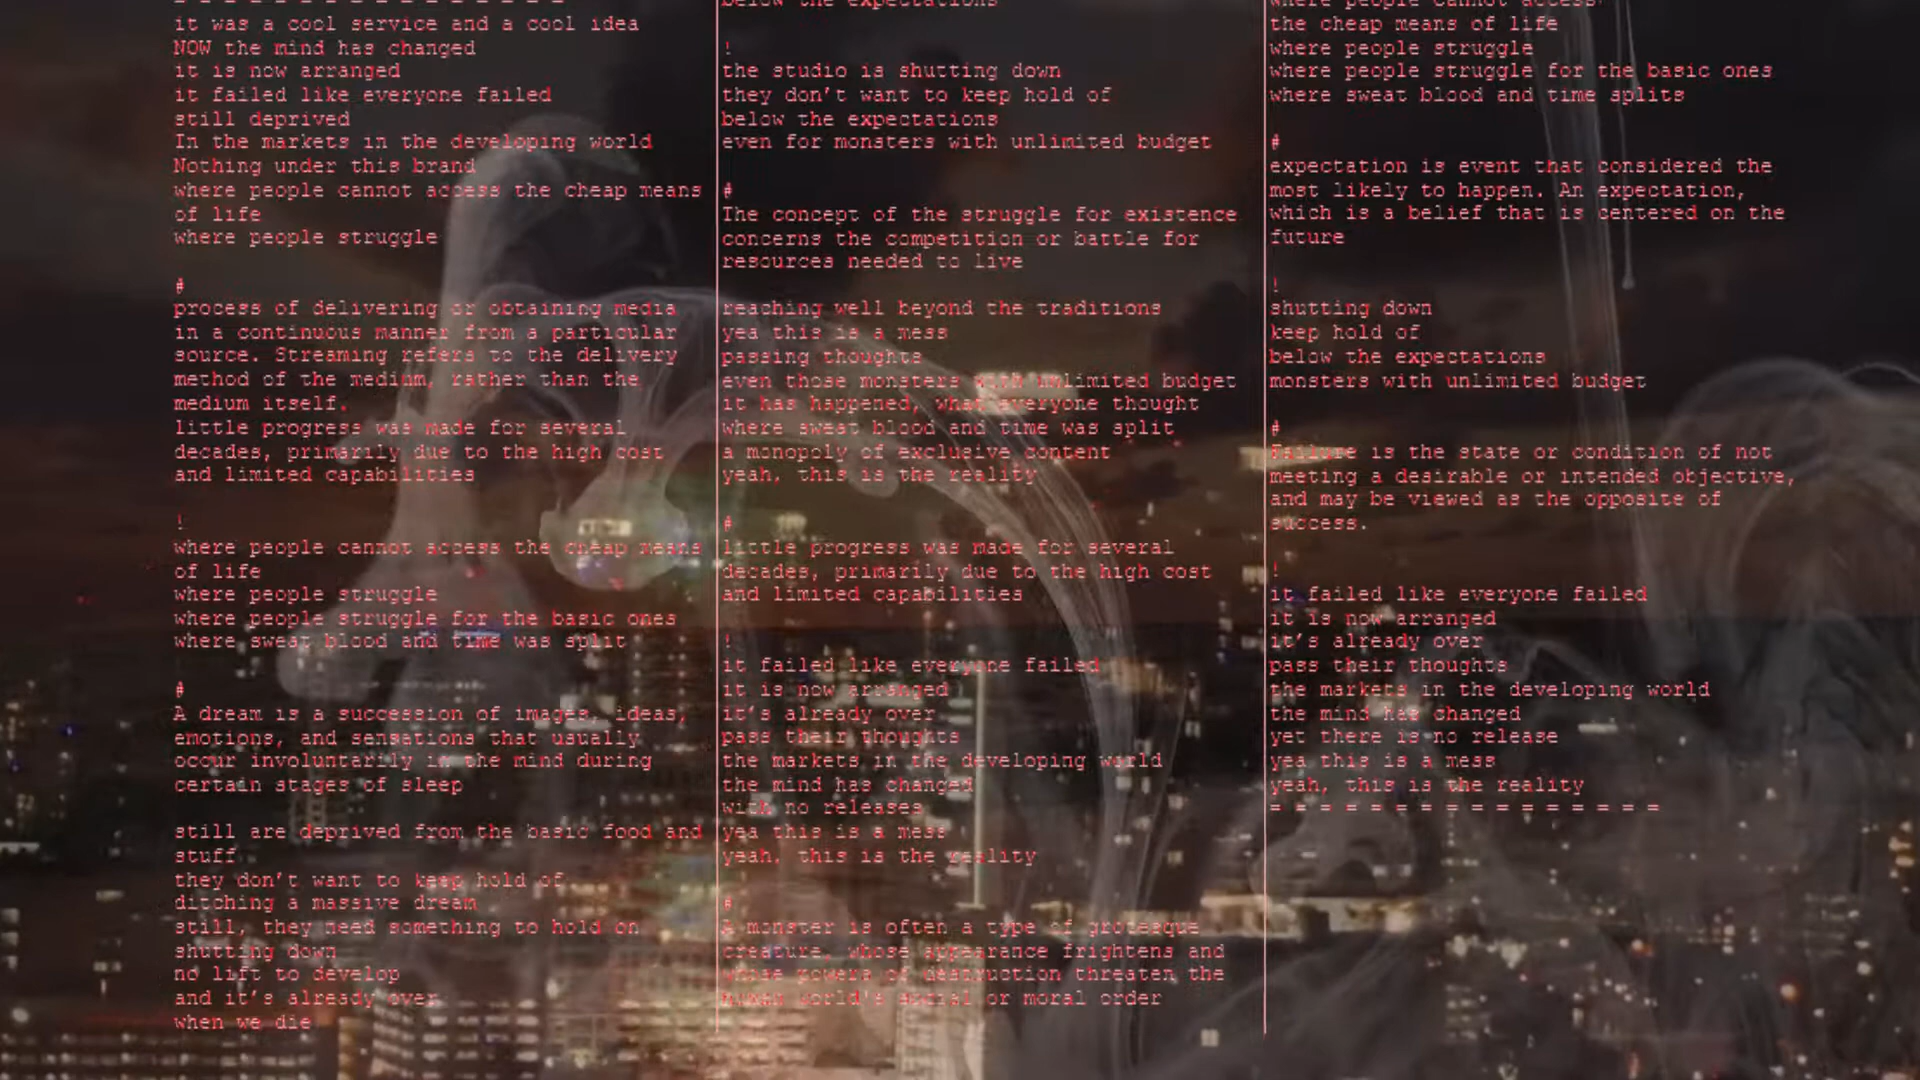 - - - - - - - - - - - - - - - -
it was a cool service and a cool idea
NOW the mind has changed
it is now arranged
it failed like everyone failed
still deprived
In the markets in the developing world
Nothing under this brand
where people cannot access the cheap means
of life
where people struggle
#
process of delivering or obtaining media
in a continuous manner from a particular
source. Streaming refers to the delivery
method of the medium, rather than the
medium itself.
little progress was made for several
decades, primarily due to the high cost
and limited capabilities
!
where people cannot access the cheap means
of life
where people struggle
where people struggle for the basic ones
where sweat blood and time was split
#
A dream is a succession of images, ideas,
emotions, and sensations that usually
occur involuntarily in the mind during
certain stages of sleep
still are deprived from the basic food and
stuff
they don't want to keep hold of
ditching a massive dream
still, they need something to hold on
shutting down
no lift to develop
and it's already over
when we die
below the expectations
!
the studio is shutting down
they don't want to keep hold of
below the expectations
even for monsters with unlimited budget
#
The concept of the struggle for existence
concerns the competition or battle for
resources needed to live
reaching well beyond the traditions
yea this is a mess
passing thoughts
even those monsters with unlimited budget
it has happened, what everyone thought
where sweat blood and time was split
a monopoly of exclusive content
yeah, this is the reality
#
little progress was made for several
decades, primarily due to the high cost
and limited capabilities
!
it failed like everyone failed
it is now arranged
it's already over
pass their thoughts
the markets in the developing world
the mind has changed
with no releases
yea this is a mess
yeah, this is the reality
#
A monster is often a type of grotesque
creature, whose appearance frightens and
whose powers of destruction threaten the
human world's social or moral order
where people cannot access
the cheap means of life
where people struggle
where people struggle for the basic ones
where sweat blood and time splits
#
expectation is event that considered the
most likely to happen. An expectation,
which is a belief that is centered on the
future
!
shutting down
keep hold of
below the expectations
monsters with unlimited budget
#
Failure is the state or condition of not
meeting a desirable or intended objective,
and may be viewed as the opposite of
success.
!
it failed like everyone failed
it is now arranged
it's already over
pass their thoughts
the markets in the developing world
the mind has changed
yet there is no release
yea this is a mess
yeah, this is the reality
- - - - - - - - - - - - - - - -